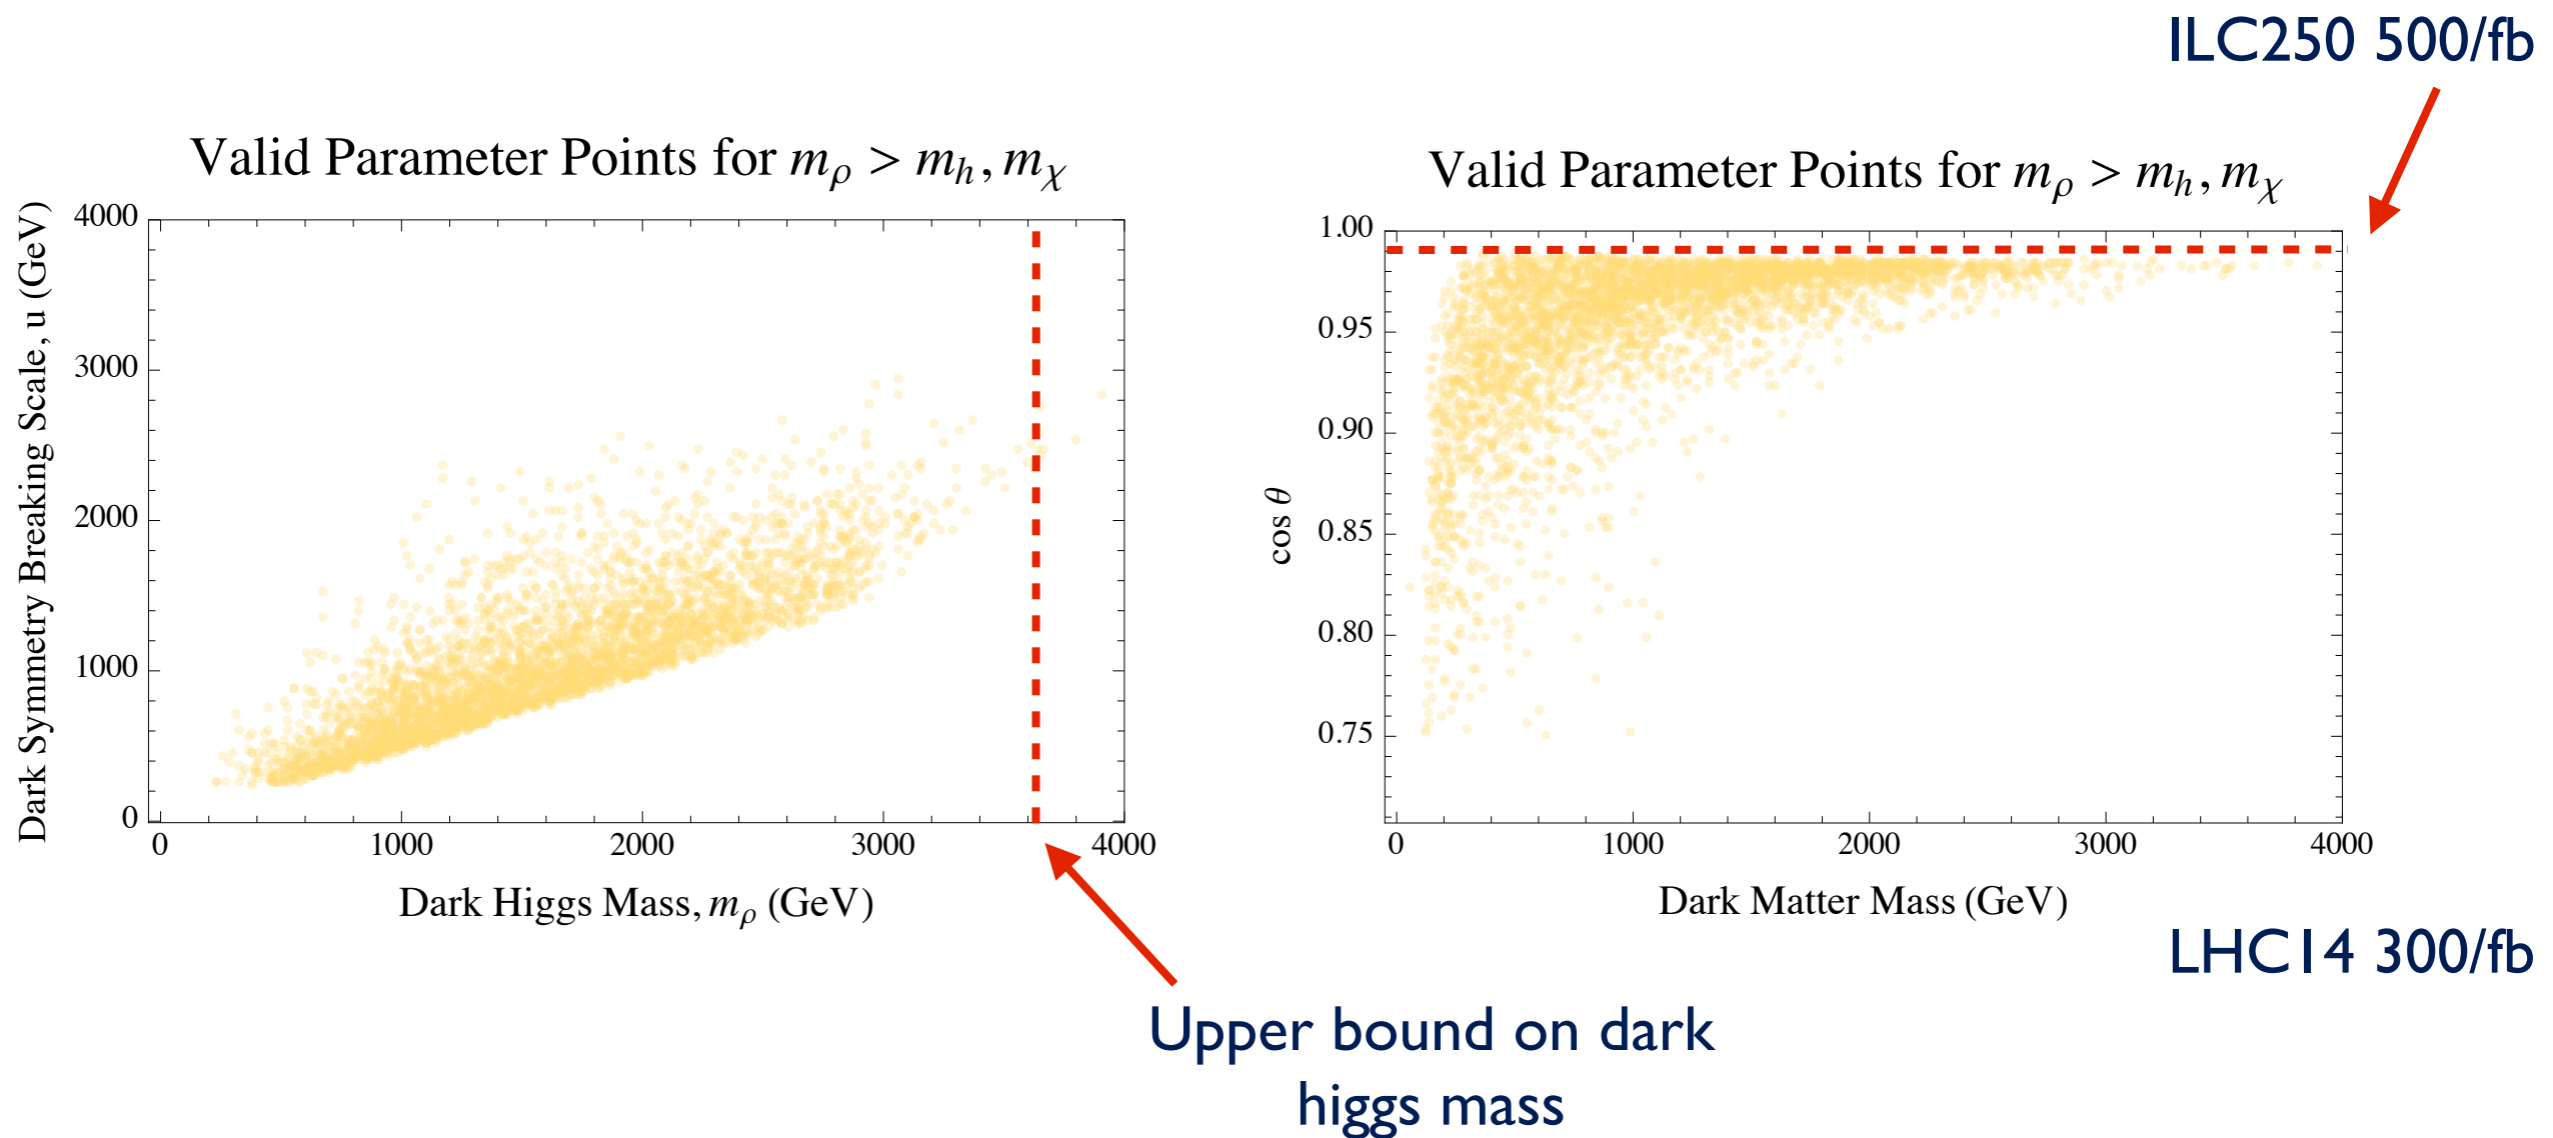 ILC250 500/fb
Valid Parameter Points for mρ > mh, mχ
Dark Symmetry Breaking Scale, u (GeV)
4000
3000
2000
1000
0
0 1000 2000 3000 4000
Dark Higgs Mass, mρ (GeV)
Valid Parameter Points for mρ > mh, mχ
cos θ
1.00
0.95
0.90
0.85
0.80
0.75
0 1000 2000 3000 4000
Dark Matter Mass (GeV)
LHC14 300/fb
Upper bound on dark
higgs mass